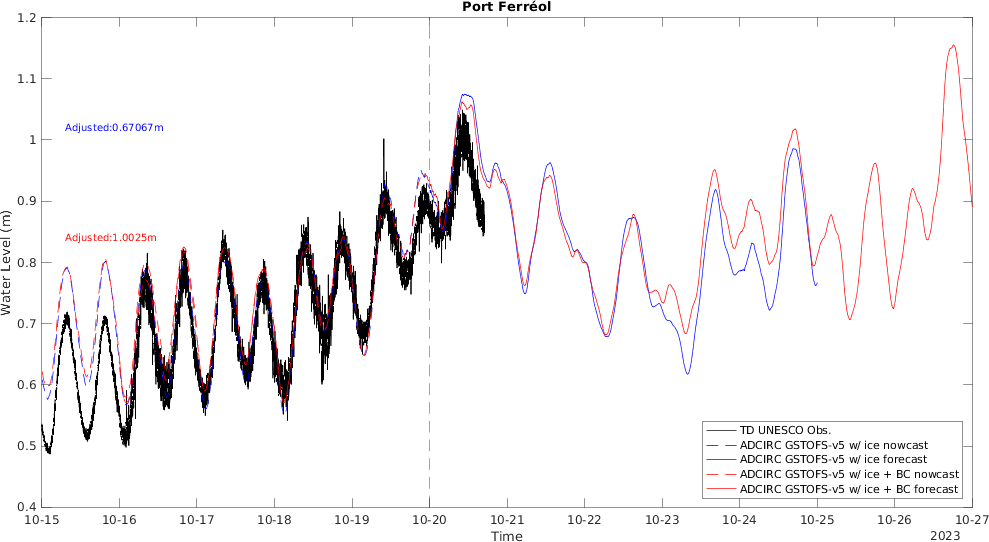 Port Ferréol
1.2
1.1
1
0.9
0.8
0.7
0.6
0.5
0.4
Water Level (m)
Adjusted:0.67067m
Adjusted:1.0025m
TD UNESCO Obs.
ADCIRC GSTOFS-v5 w/ ice nowcast
ADCIRC GSTOFS-v5 w/ ice forecast
ADCIRC GSTOFS-v5 w/ ice + BC nowcast
ADCIRC GSTOFS-v5 w/ ice + BC forecast
10-15 10-16 10-17 10-18 10-19 10-20 10-21 10-22 10-23 10-24 10-25 10-26 10-27
Time
2023